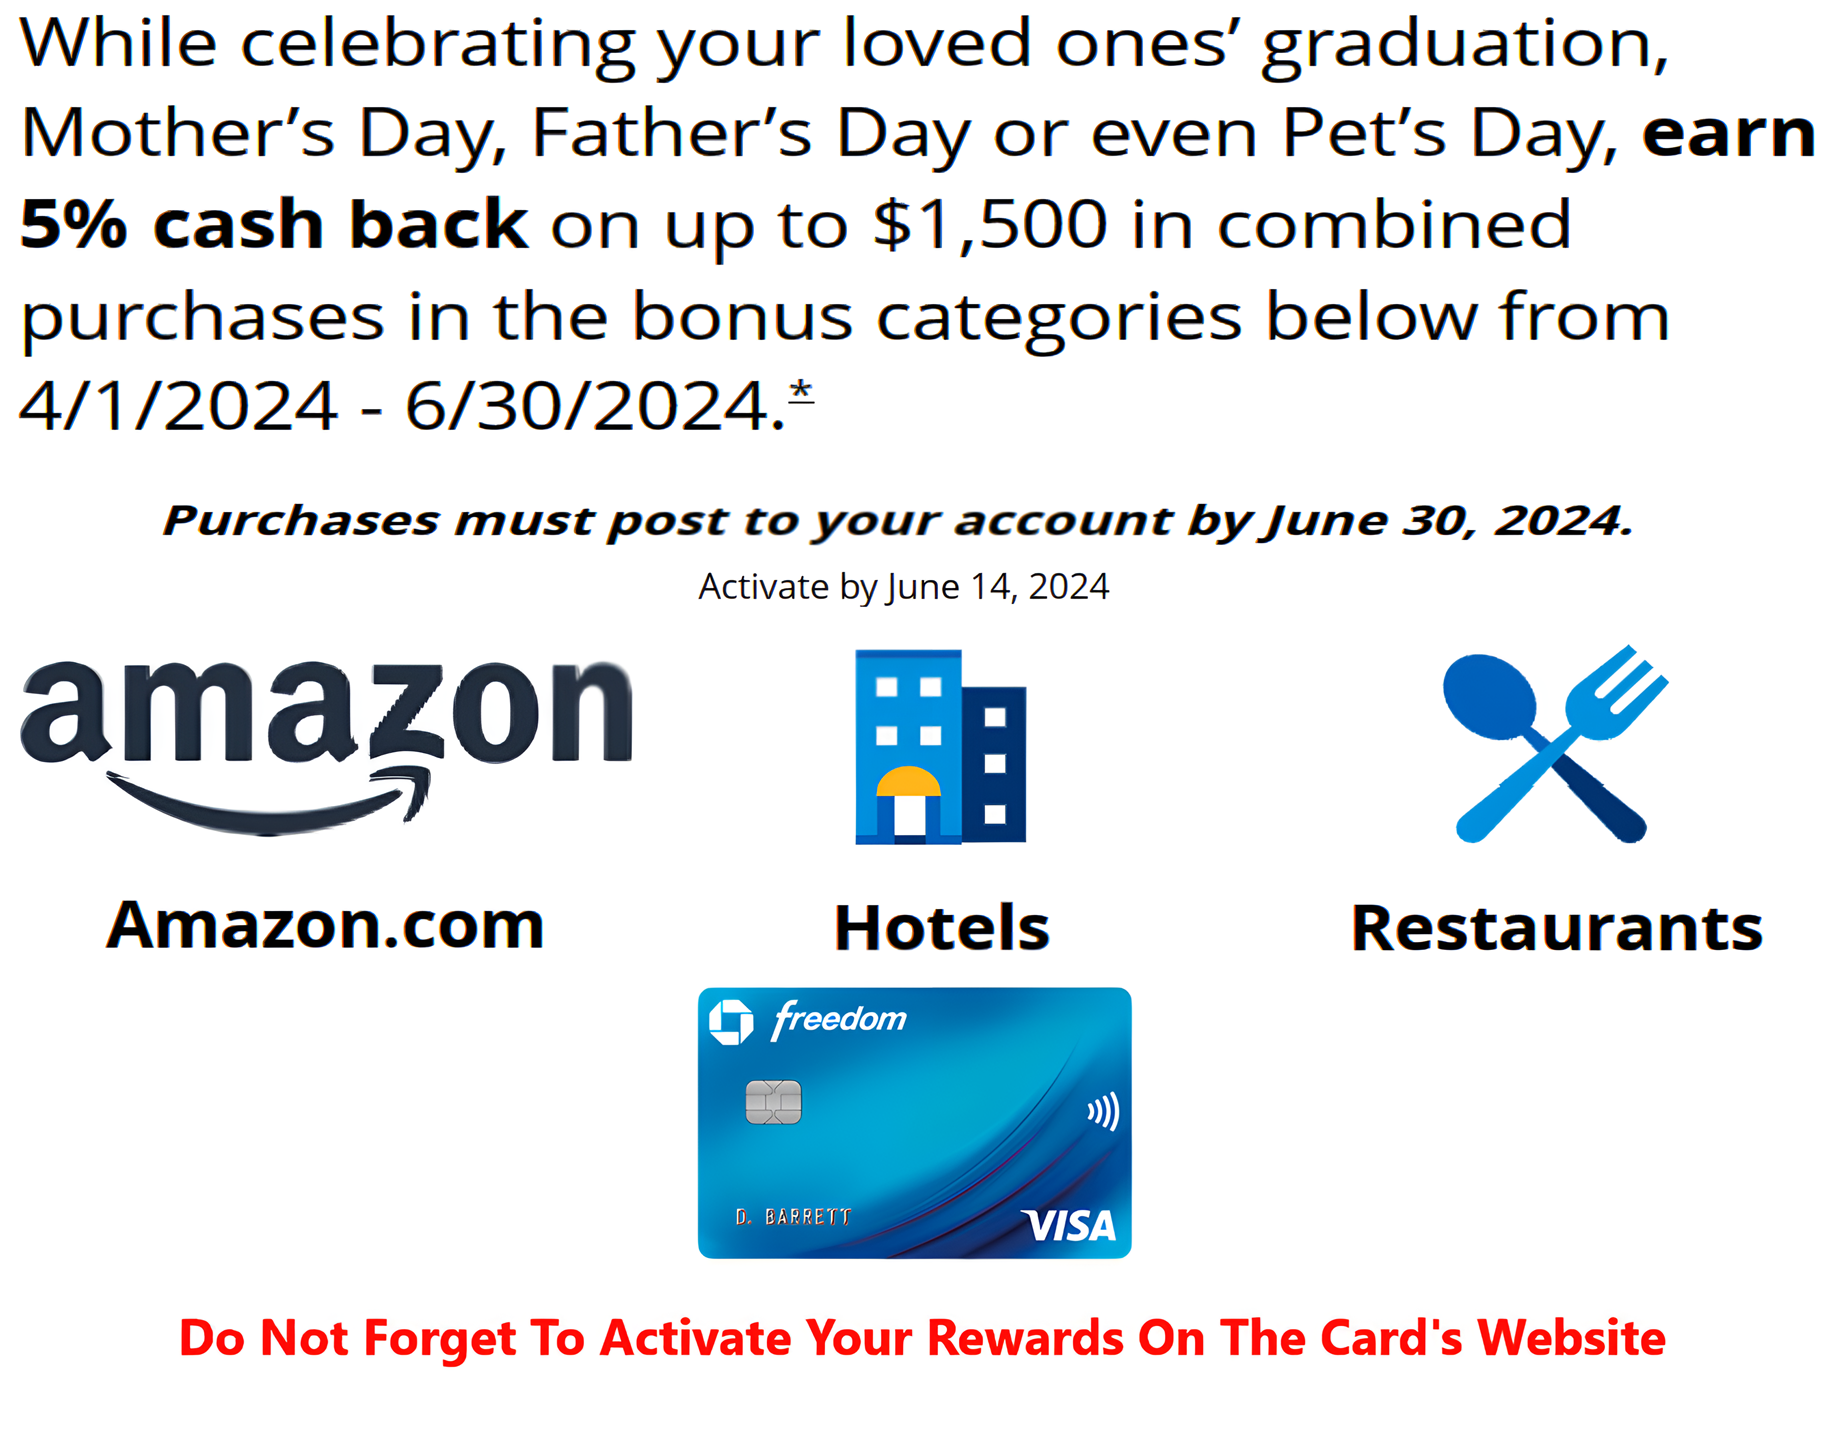 While celebrating your loved ones’ graduation,
Mother’s Day, Father’s Day or even Pet’s Day, earn
5% cash back on up to $1,500 in combined
purchases in the bonus categories below from
4/1/2024 - 6/30/2024.*
Purchases must post to your account by June 30, 2024.
Activate by June 14, 2024
amazon
Amazon.com
Hotels
Restaurants
freedom
D. BARRETT
VISA
Do Not Forget To Activate Your Rewards On The Card's Website